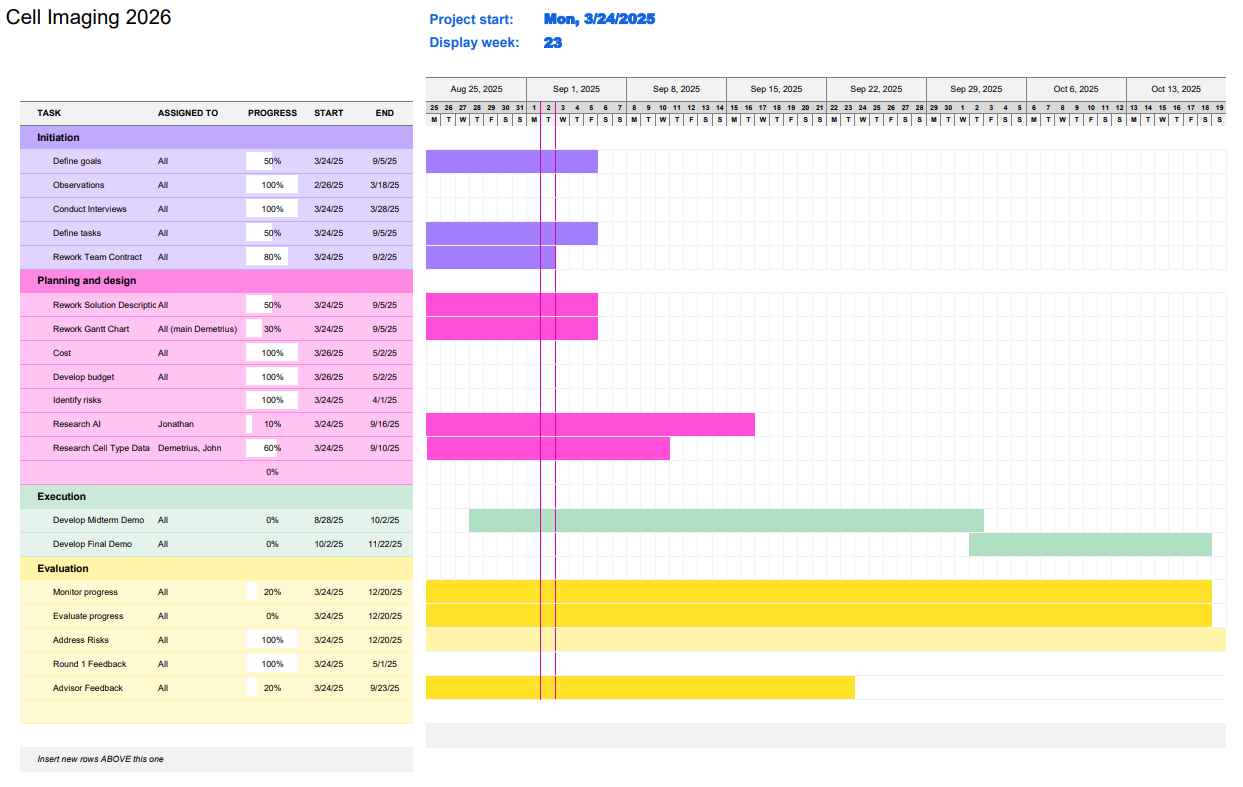 Cell Imaging 2026
Project start: Mon, 3/24/2025
Display week: 23
Aug 25, 2025 Sep 1, 2025 Sep 8, 2025 Sep 15, 2025 Sep 22, 2025 Sep 29, 2025 Oct 6, 2025 Oct 13, 2025
25 26 27 28 29 30 31 1 2 3 4 5 6 7 8 9 10 11 12 13 14 15 16 17 18 19 20 21 22 23 24 25 26 27 28 29 30 1 2 3 4 5 6 7 8 9 10 11 12 13 14 15 16 17 18 19
TASK ASSIGNED TO PROGRESS START END M T W T F S S M T W T F S S M T W T F S S M T W T F S S M T W T F S S M T W T F S S M T W T F S S M T W T F S S
Initiation
Define goals All 50% 3/24/25 9/5/25
Observations All 100% 2/26/25 3/18/25
Conduct Interviews All 100% 3/24/25 3/28/25
Define tasks All 50% 3/24/25 9/5/25
Rework Team Contract All 80% 3/24/25 9/2/25
Planning and design
Rework Solution Descriptic All 50% 3/24/25 9/5/25
Rework Gantt Chart All (main Demetrius) 30% 3/24/25 9/5/25
Cost All 100% 3/26/25 5/2/25
Develop budget All 100% 3/26/25 5/2/25
Identify risks 100% 3/24/25 4/1/25
Research AI Jonathan 10% 3/24/25 9/16/25
Research Cell Type Data Demetrius, John 60% 3/24/25 9/10/25
0%
Execution
Develop Midterm Demo All 0% 8/28/25 10/2/25
Develop Final Demo All 0% 10/2/25 11/22/25
Evaluation
Monitor progress All 20% 3/24/25 12/20/25
Evaluate progress All 0% 3/24/25 12/20/25
Address Risks All 100% 3/24/25 12/20/25
Round 1 Feedback All 100% 3/24/25 5/1/25
Advisor Feedback All 20% 3/24/25 9/23/25
Insert new rows ABOVE this one